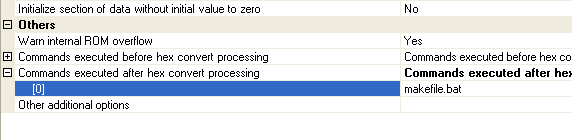 Initialize section of data without initial value to zero No
Others
Warn internal ROM overflow Yes
Commands executed before hex convert processing Commands executed before hex co
Commands executed after hex convert processing Commands executed after hex
[0] makefile.bat
Other additional options